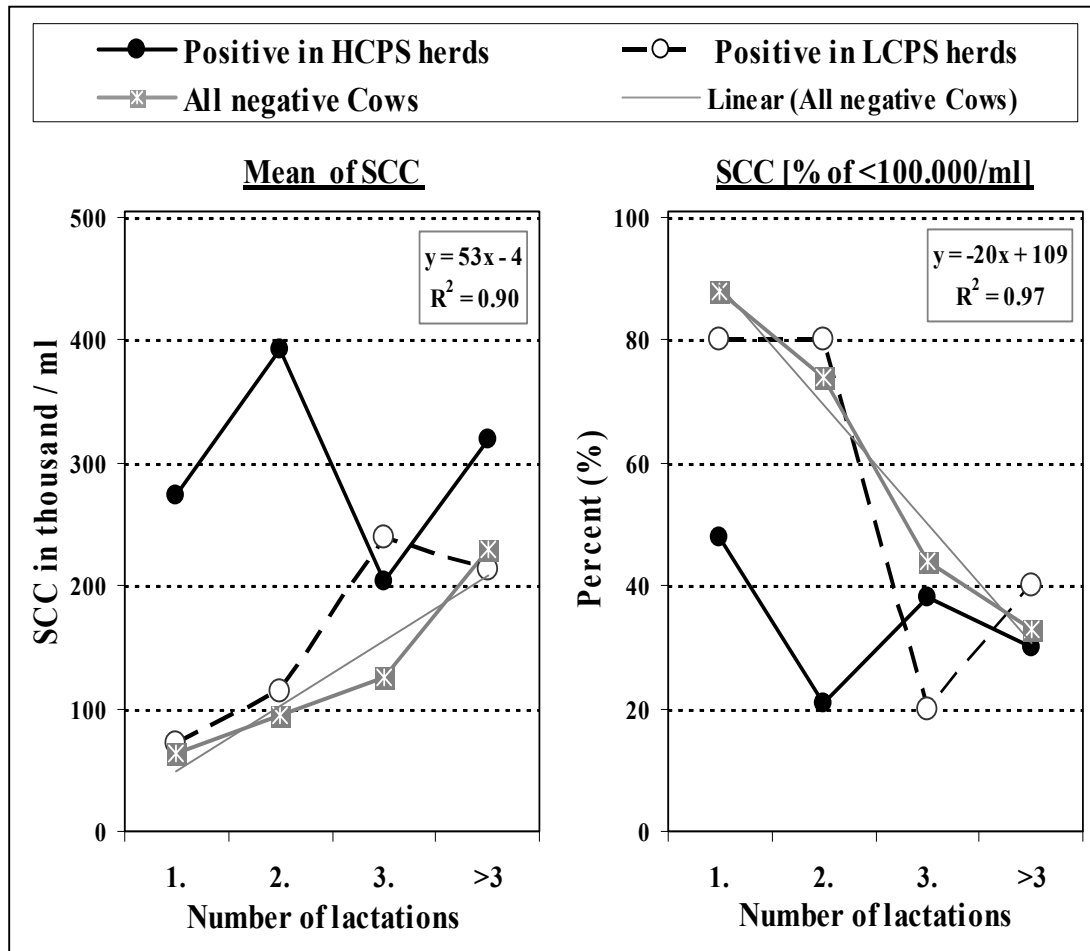 Positive in HCPS herds
Positive in LCPS herds
All negative Cows
Linear (All negative Cows)
Mean of SCC
SCC [% of <100.000/ml]
500
400
300
200
100
0
SCC in thousand / ml
y = 53x - 4
R² = 0.90
1. 2. 3. >3
Number of lactations
100
80
60
40
20
0
Percent (%)
y = -20x + 109
R² = 0.97
1. 2. 3. >3
Number of lactations